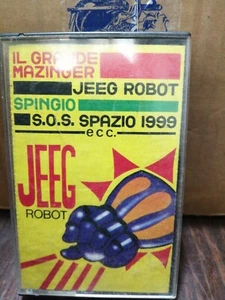 IL GRANDE
MAZINGER
JEEG ROBOT
SPINGIO
S.O.S. SPAZIO 1999
ecc.
JEEG
ROBOT